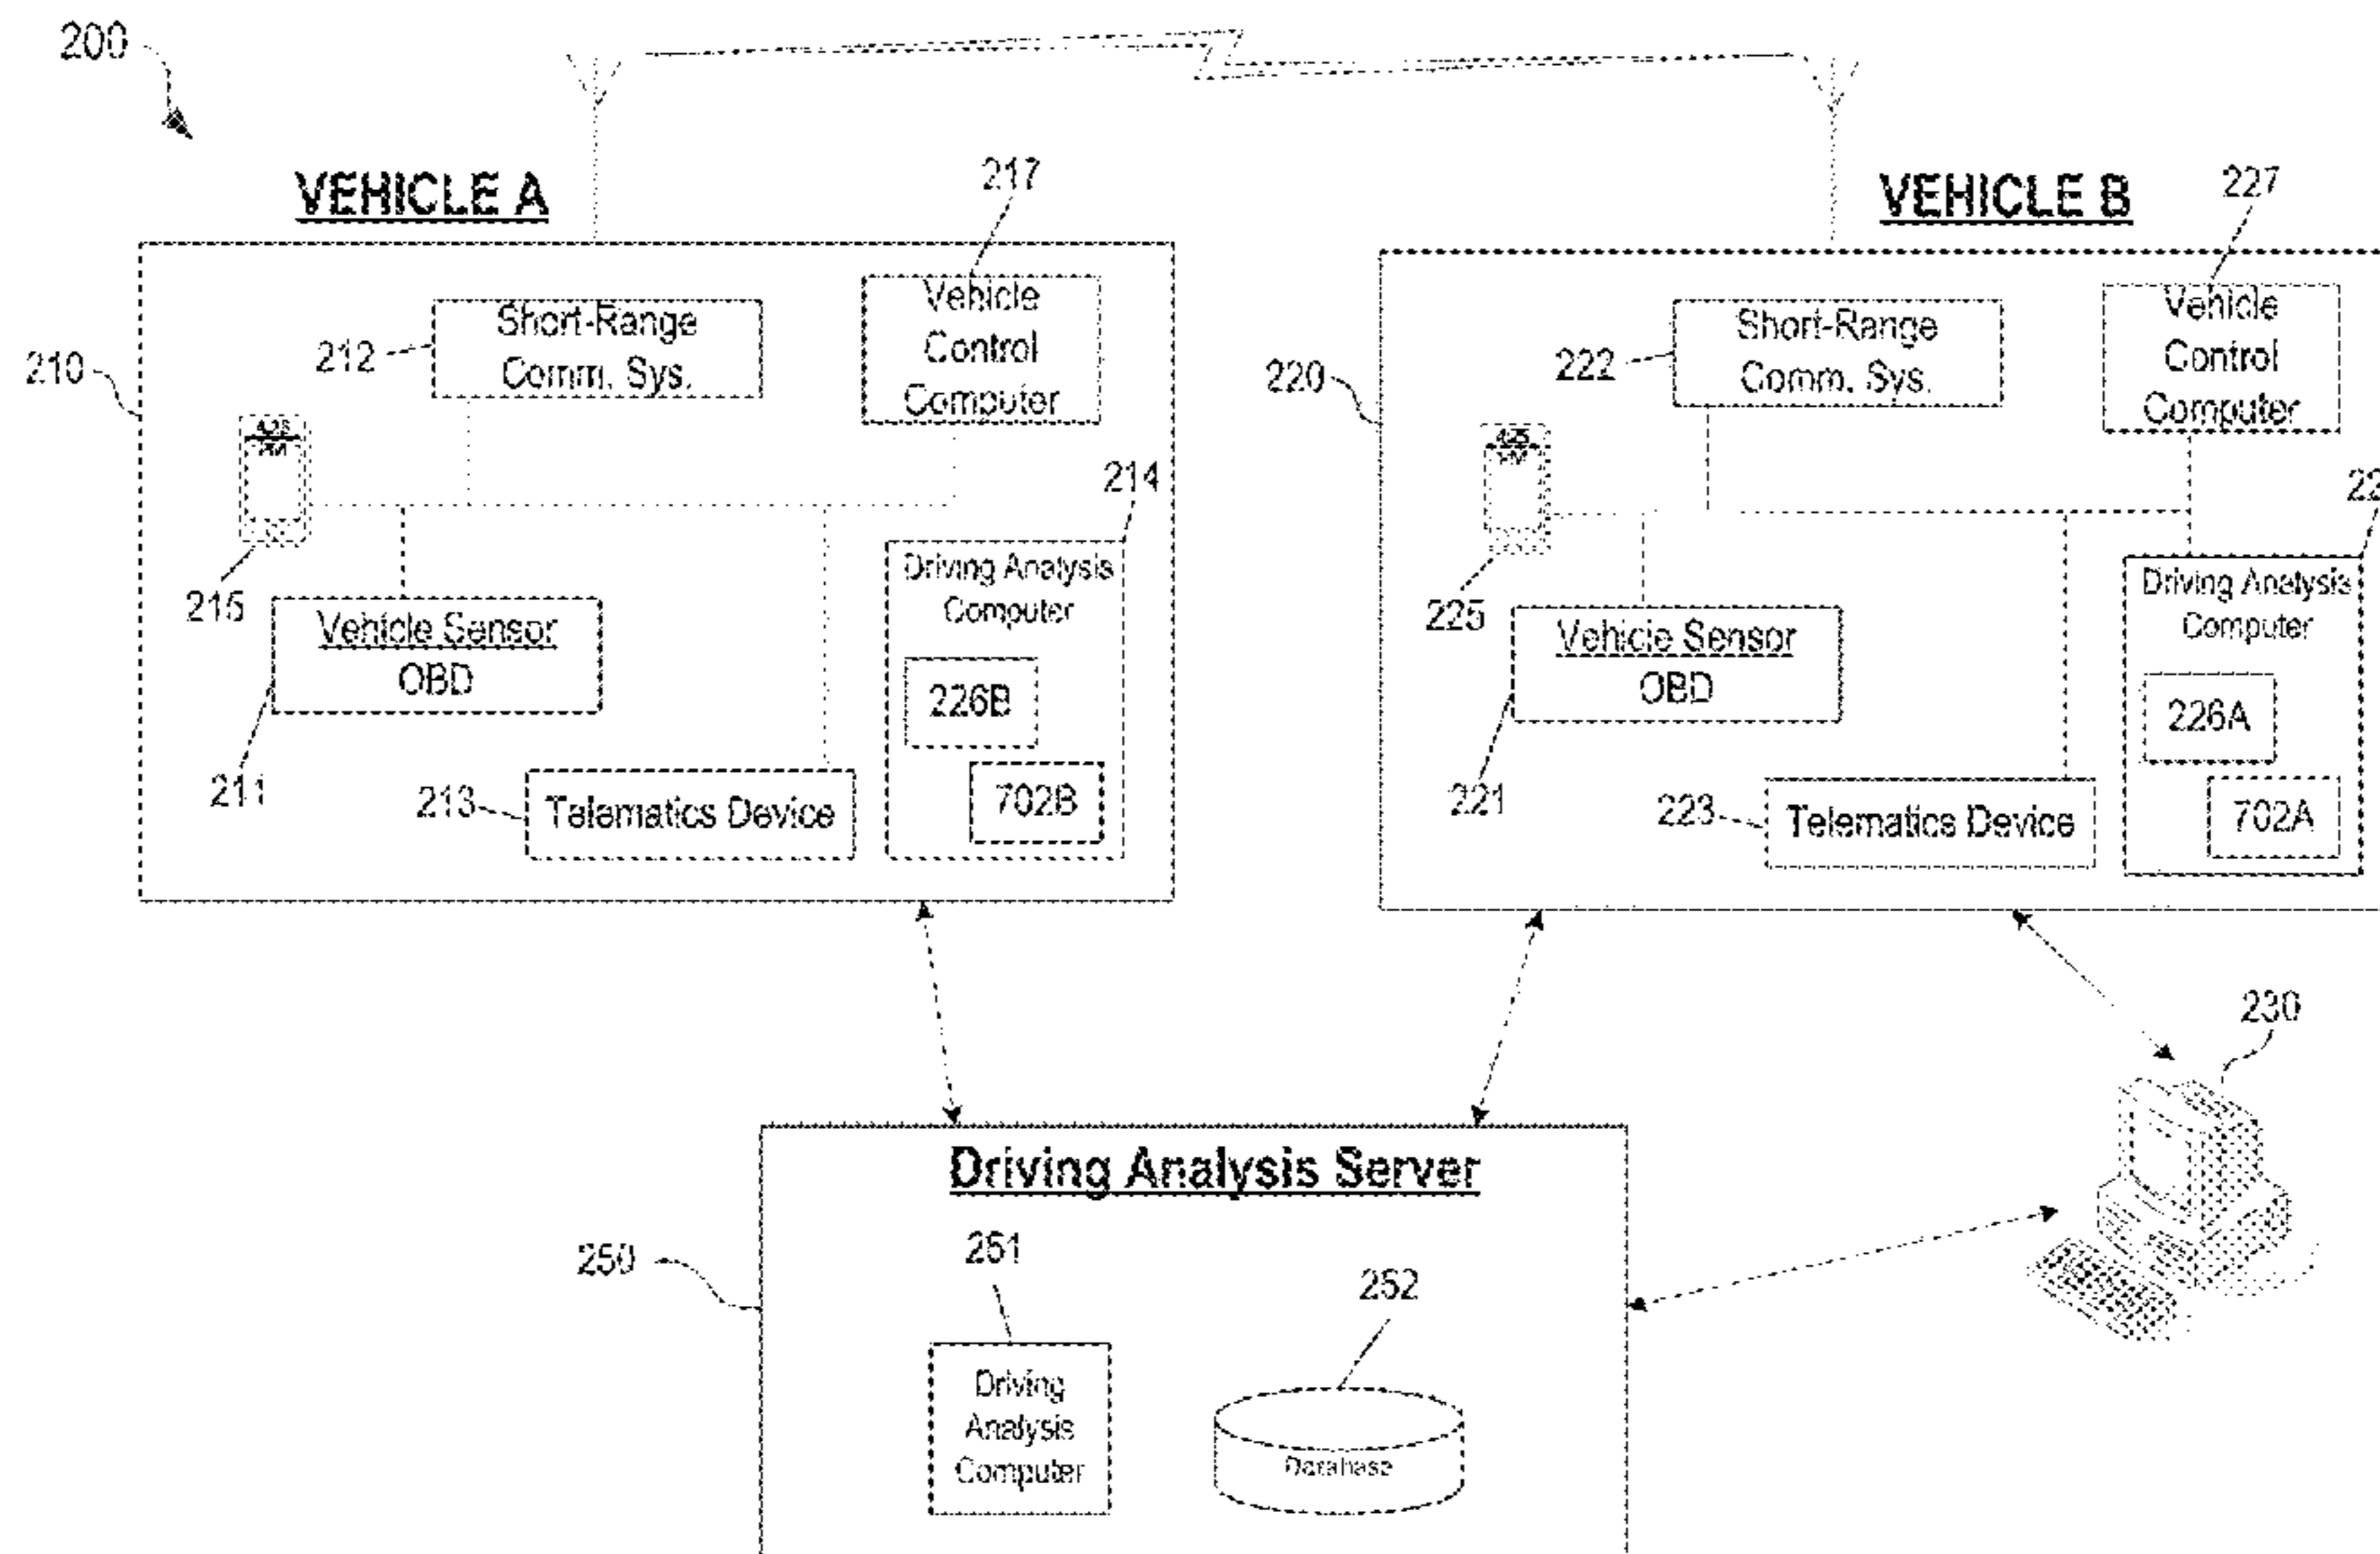 200
VEHICLE A
217
VEHICLE B
227
Short-Range
Comm. Sys.
212
Vehicle
Control
Computer
210
214
215
Vehicle Sensor
OBD
211
213
Telematics Device
Driving Analysis
Computer
226B
702B
Short-Range
Comm. Sys.
222
Vehicle
Control
Computer
220
225
Vehicle Sensor
OBD
221
223
Telematics Device
Driving Analysis
Computer
226A
702A
230
Driving Analysis Server
250
251
252
Driving
Analysis
Computer
Database